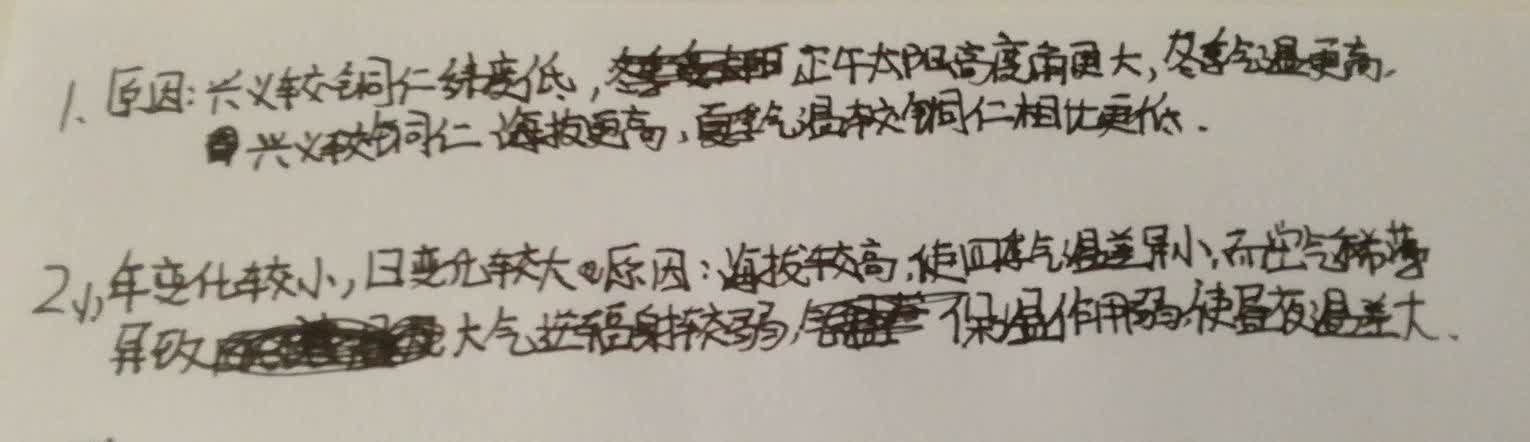 1. 原因:兴义较铜仁纬度低,正午太阳高度角更大,冬季气温更高.
兴义较铜仁海拔更高,夏季气温较铜仁相比更低.
2、年变化较小,日变化较大。原因:海拔较高,使四季气温差异小,而空气稀薄
导致大气逆辐射较弱,保温作用弱,使昼夜温差大.